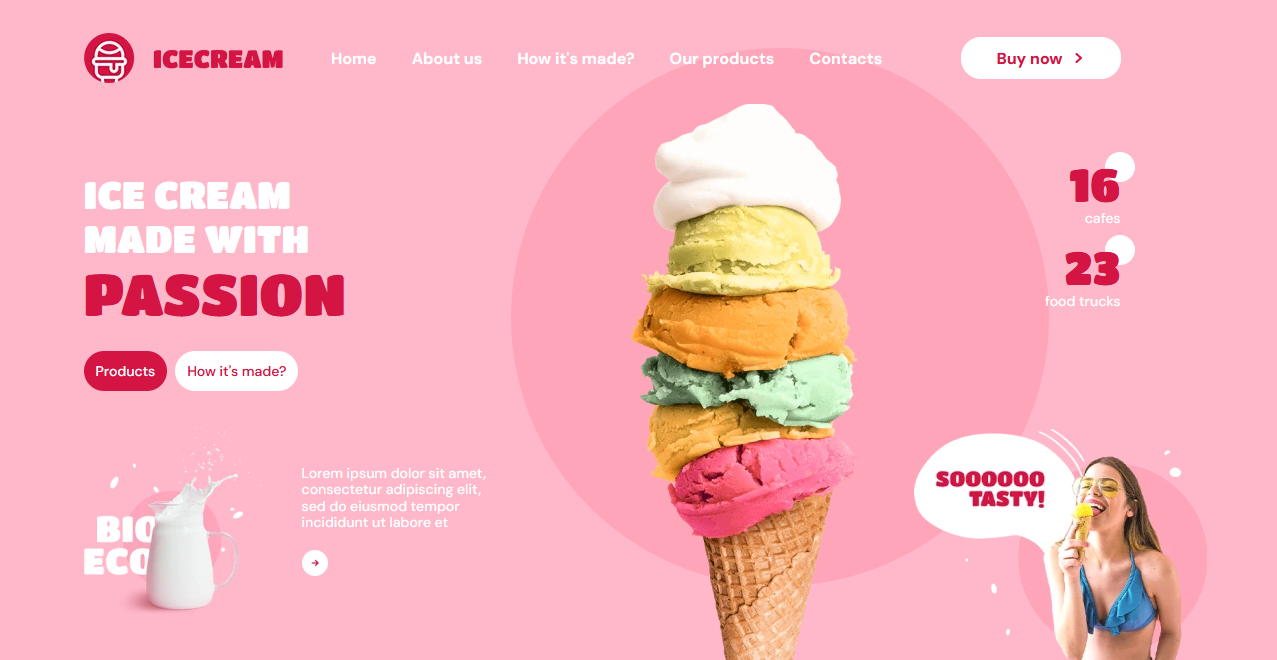 ICECREAM
Home
About us
How it's made?
Our products
Contacts
Buy now
ICE CREAM
MADE WITH
PASSION
Products
How it's made?
16
cafes
23
food trucks
BIO
ECO
Lorem ipsum dolor sit amet,
consectetur adipiscing elit,
sed do eiusmod tempor
incididunt ut labore et
SOOOOOO
TASTY!